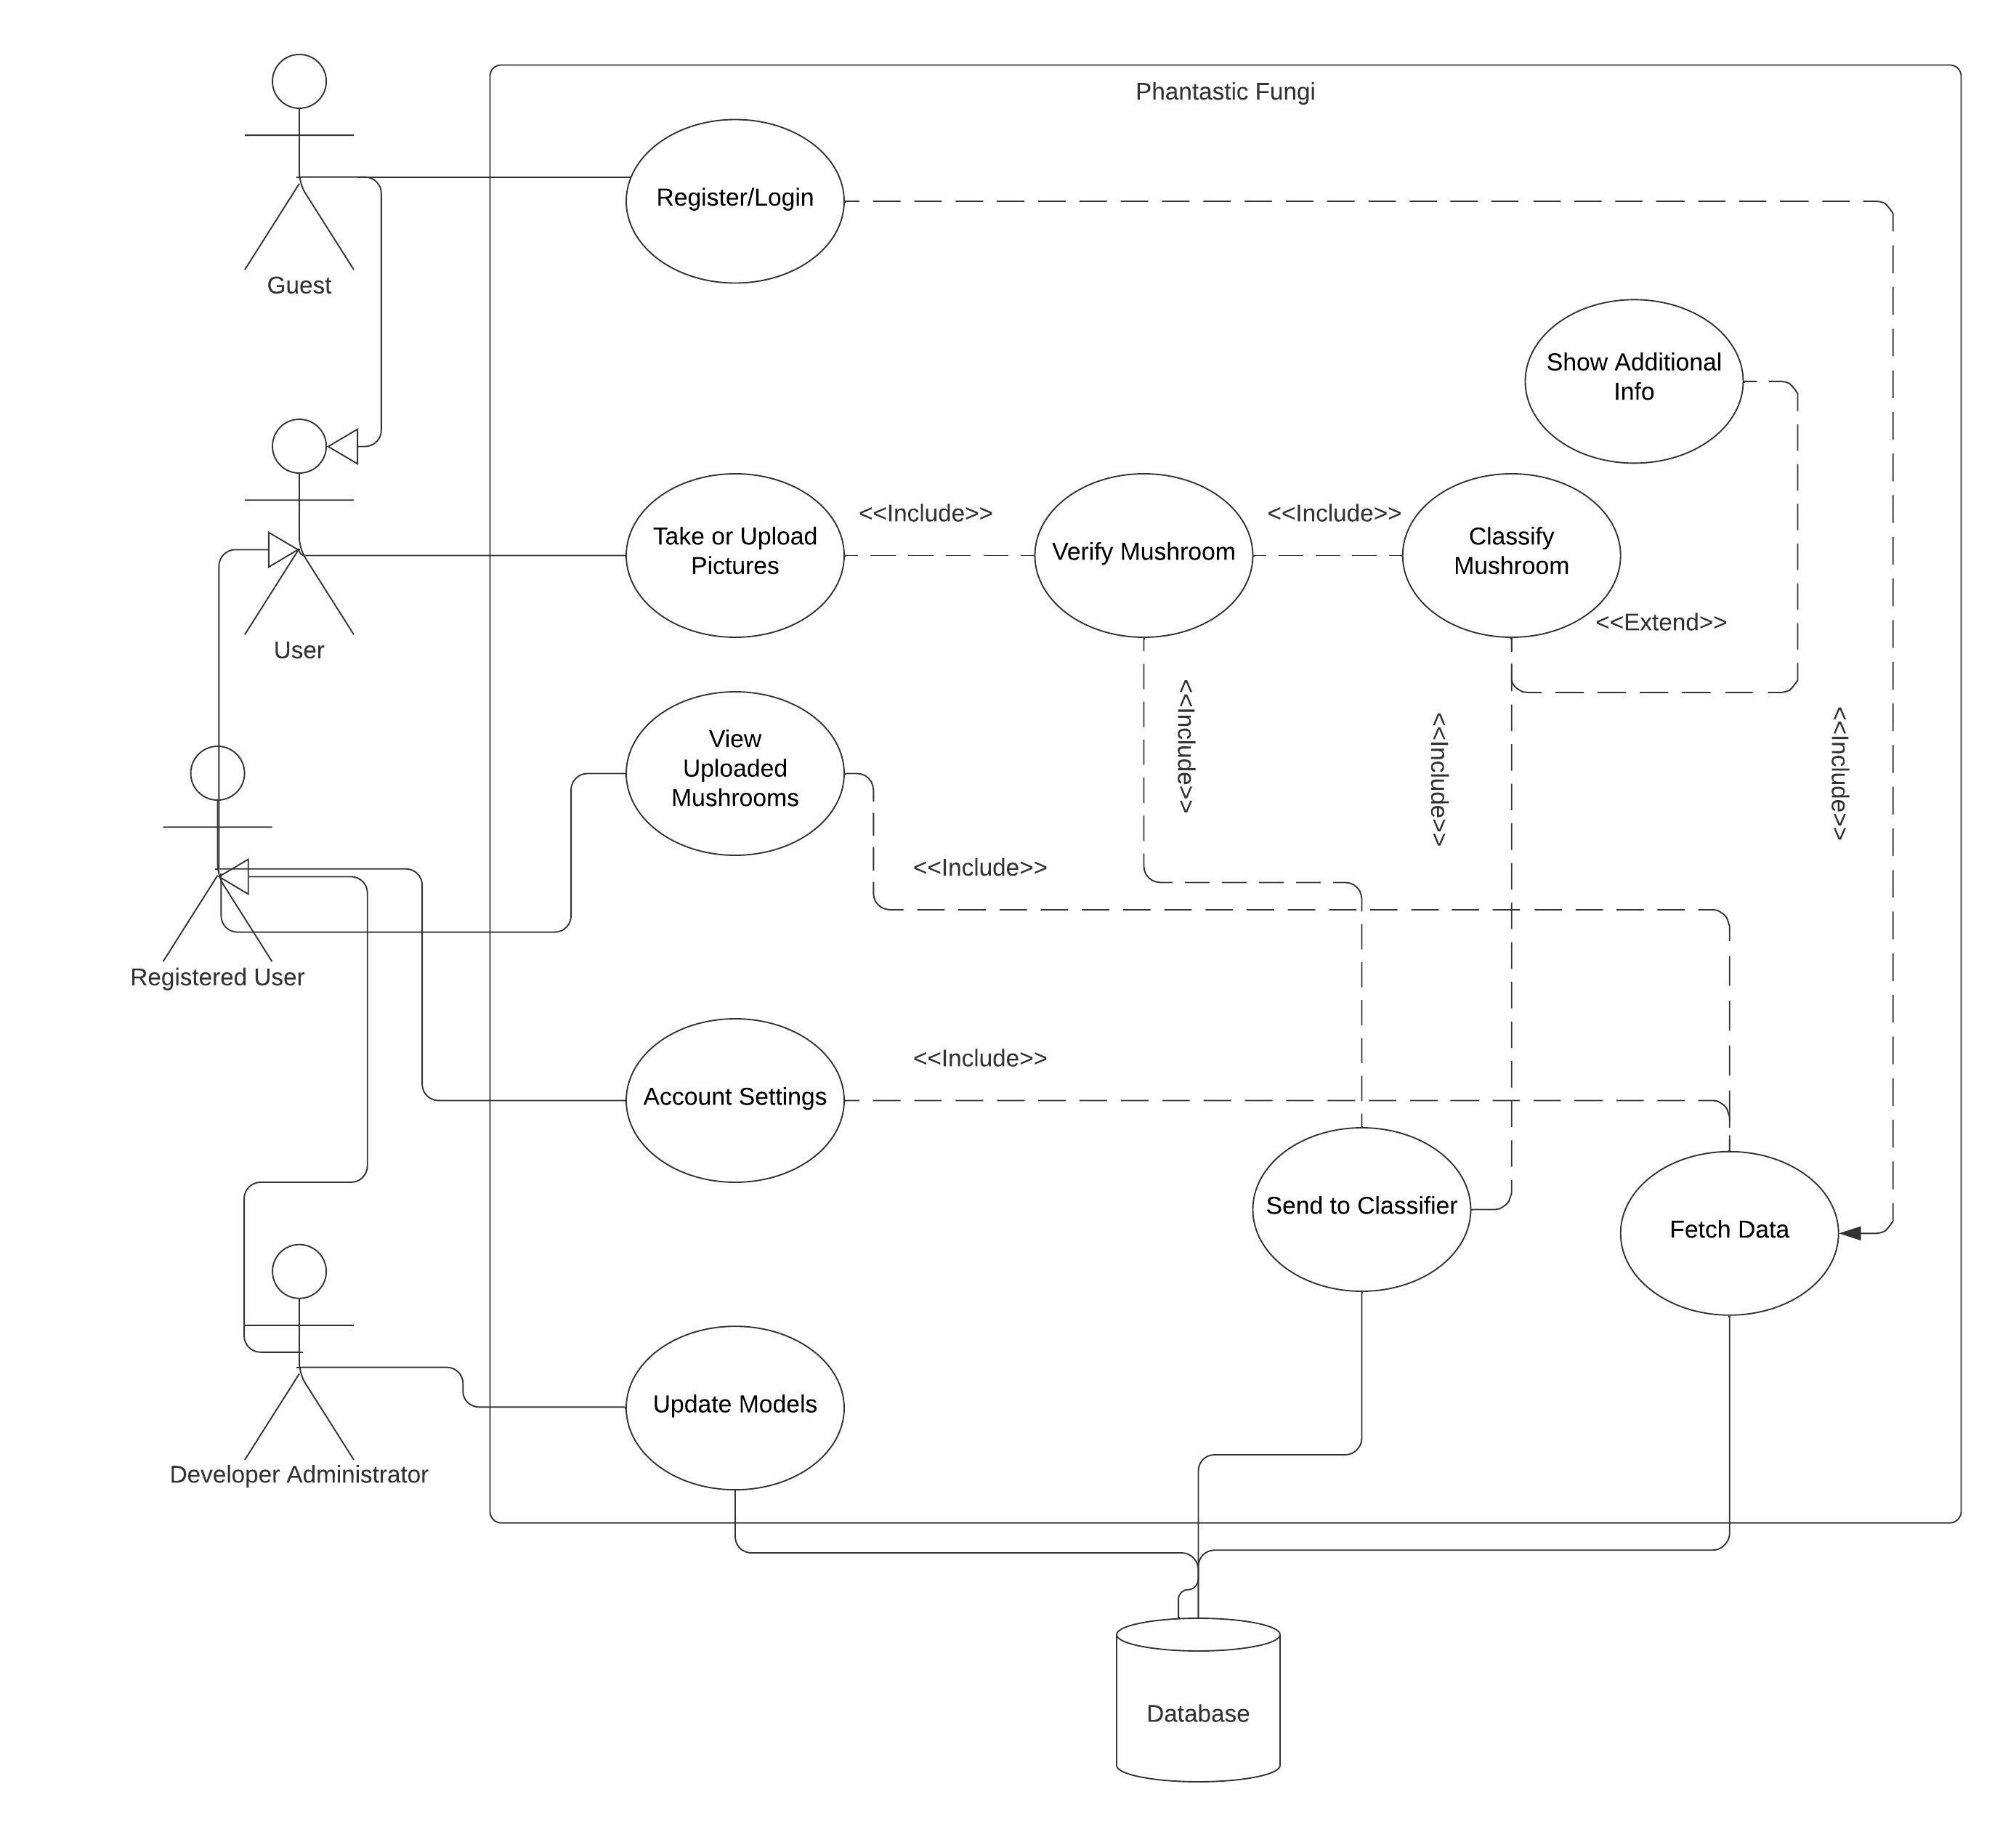 Phantastic Fungi
Register/Login
Guest
Show Additional
Info
Take or Upload
Pictures
<<Include>>
Verify Mushroom
<<Include>>
Classify
Mushroom
<<Extend>>
User
View
Uploaded
Mushrooms
<<Include>>
<<Include>>
<<Include>>
<<Include>>
Registered User
Account Settings
<<Include>>
Send to Classifier
Fetch Data
Update Models
Developer Administrator
Database